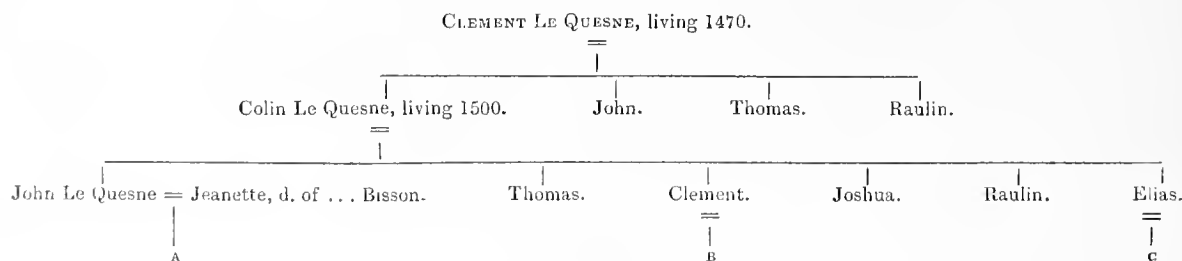 CLEMENT LE QUESNE, living 1470.
=
Colin Le Quesne, living 1500. John. Thomas. Raulin.
=
John Le Quesne = Jeanette, d. of ... Bisson. Thomas. Clement. Joshua. Raulin. Elias.
= =
A B C